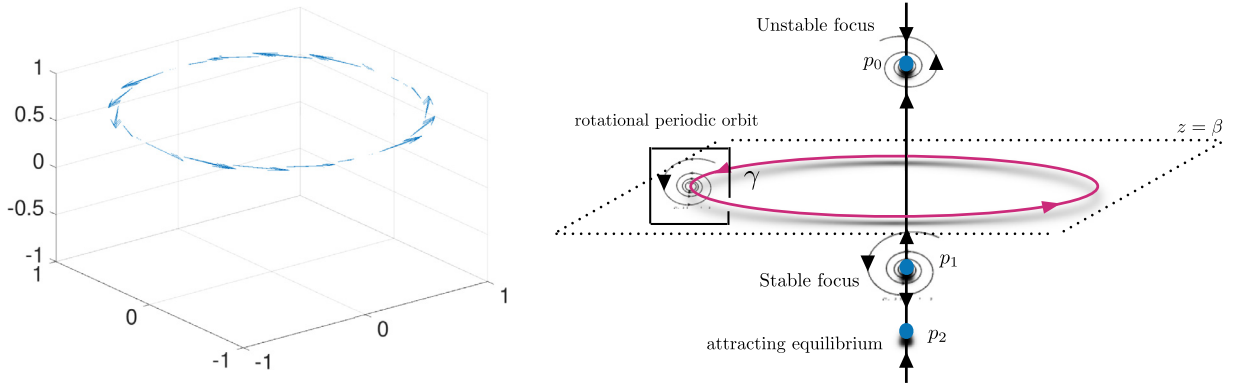 1
0.5
0
-0.5
-1
1
0
-1
-1
0
1
Unstable focus
p₀
rotational periodic orbit
z = β
γ
p₁
Stable focus
p₂
attracting equilibrium